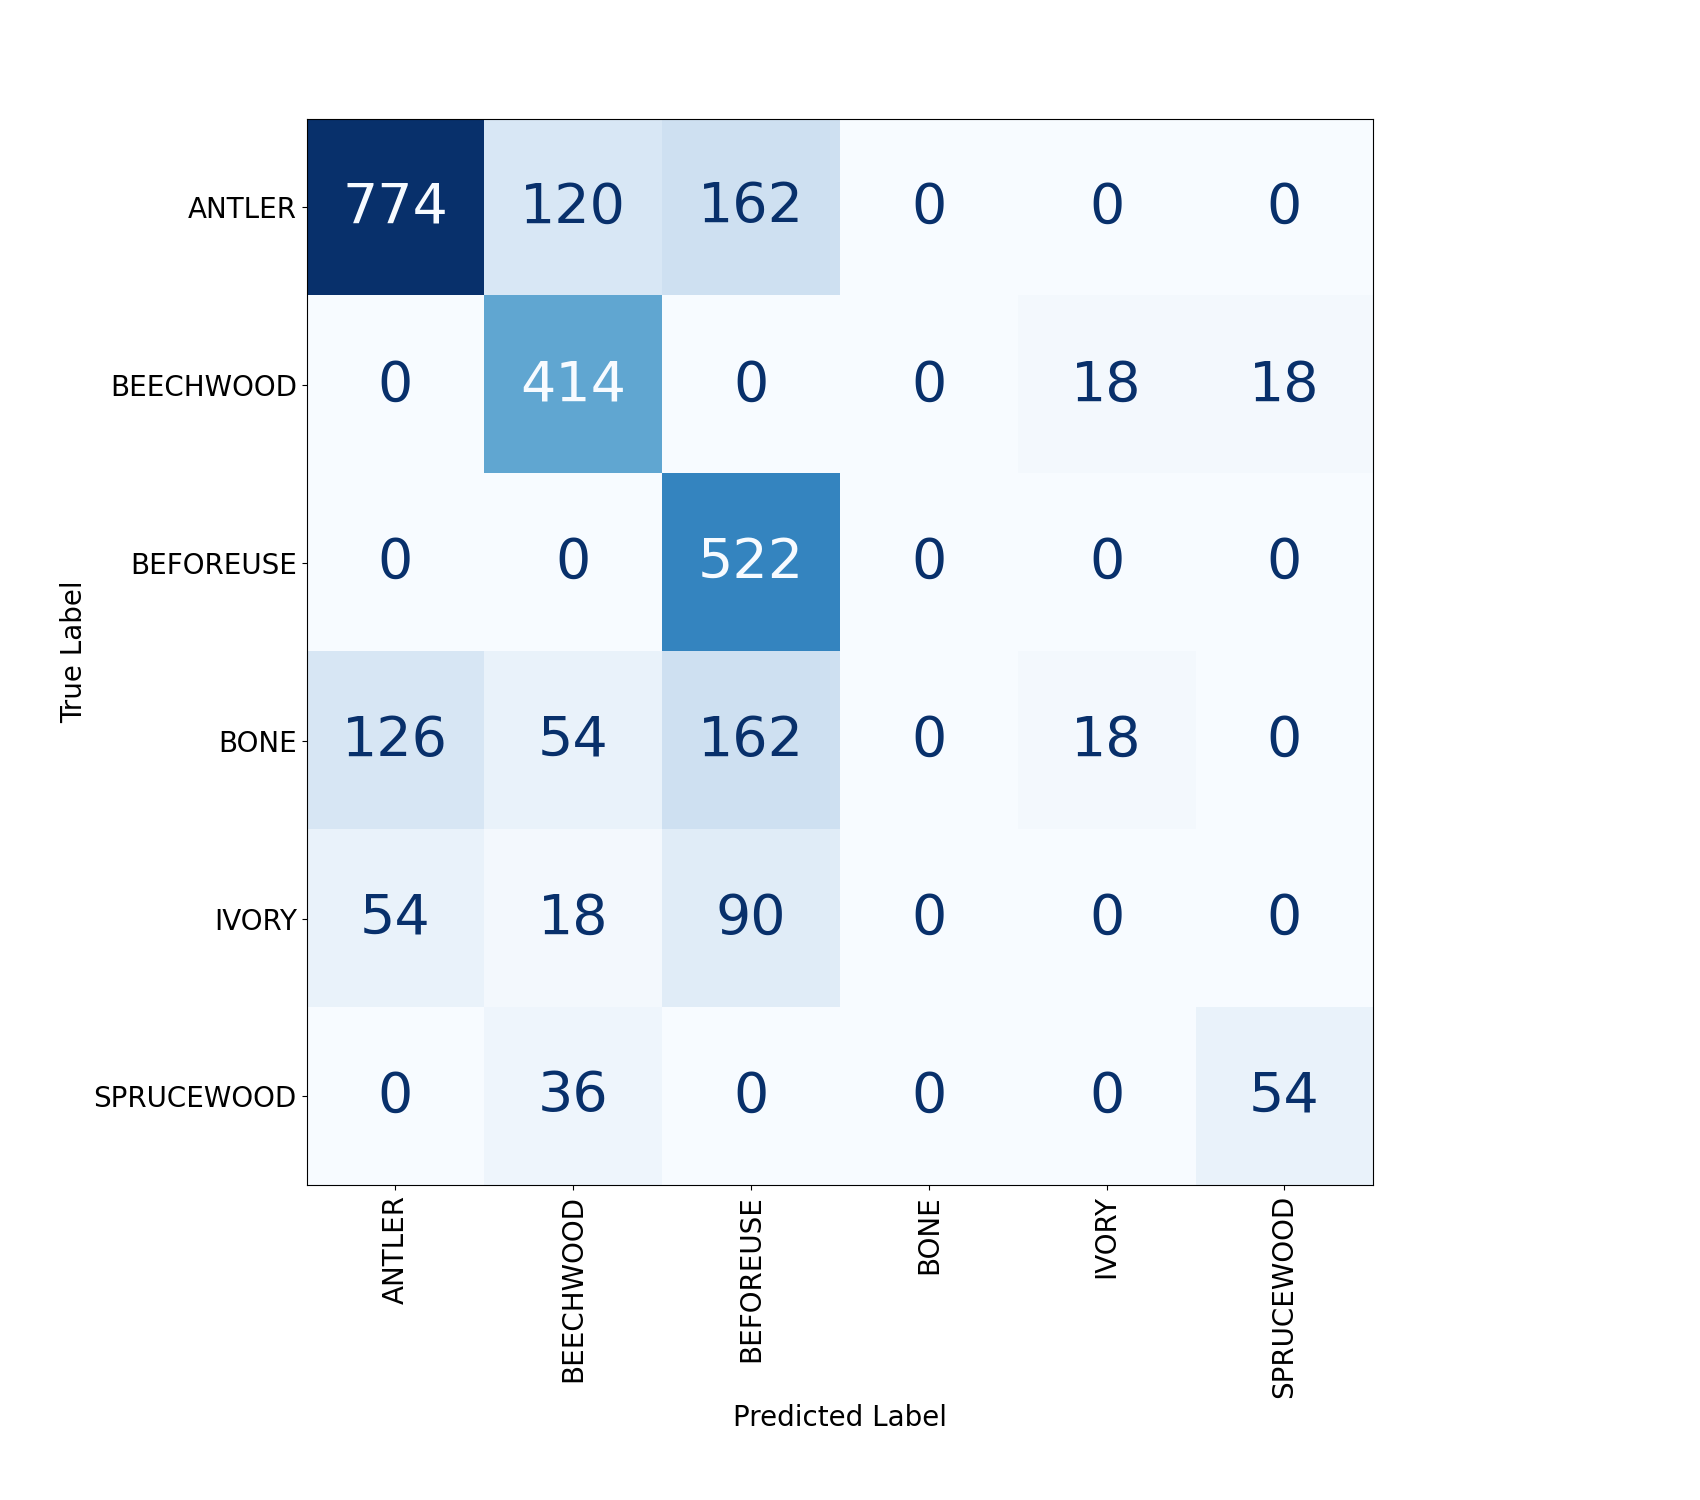 ANTLER 774 120 162 0 0 0
BEECHWOOD 0 414 0 0 18 18
BEFOREUSE 0 0 522 0 0 0
True Label
BONE 126 54 162 0 18 0
IVORY 54 18 90 0 0 0
SPRUCEWOOD 0 36 0 0 0 54
ANTLER
BEECHWOOD
BEFOREUSE
BONE
IVORY
SPRUCEWOOD
Predicted Label